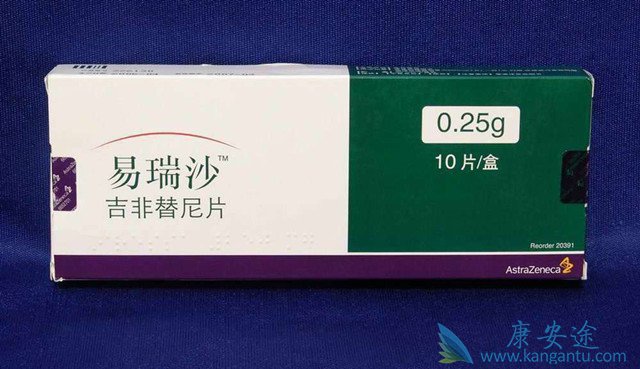 易瑞沙™
吉非替尼片
0.25g
10片/盒
Reorder 20391
AstraZeneca
康安途
www.kangantu.com